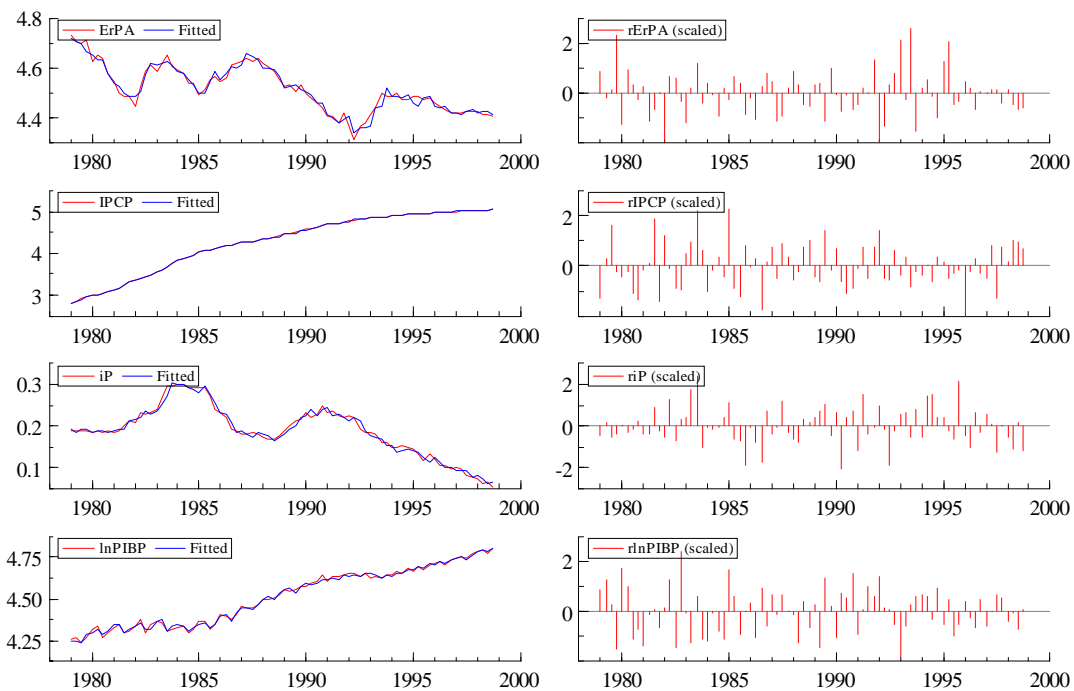 4.8
ErPA Fitted
4.6
4.4
1980 1985 1990 1995 2000
rErPA (scaled)
2
0
1980 1985 1990 1995 2000
IPCP Fitted
5
4
3
1980 1985 1990 1995 2000
rIPCP (scaled)
2
0
1980 1985 1990 1995 2000
iP Fitted
0.3
0.2
0.1
1980 1985 1990 1995 2000
riP (scaled)
2
0
-2
1980 1985 1990 1995 2000
lnPIBP Fitted
4.75
4.50
4.25
1980 1985 1990 1995 2000
rlnPIBP (scaled)
2
0
1980 1985 1990 1995 2000